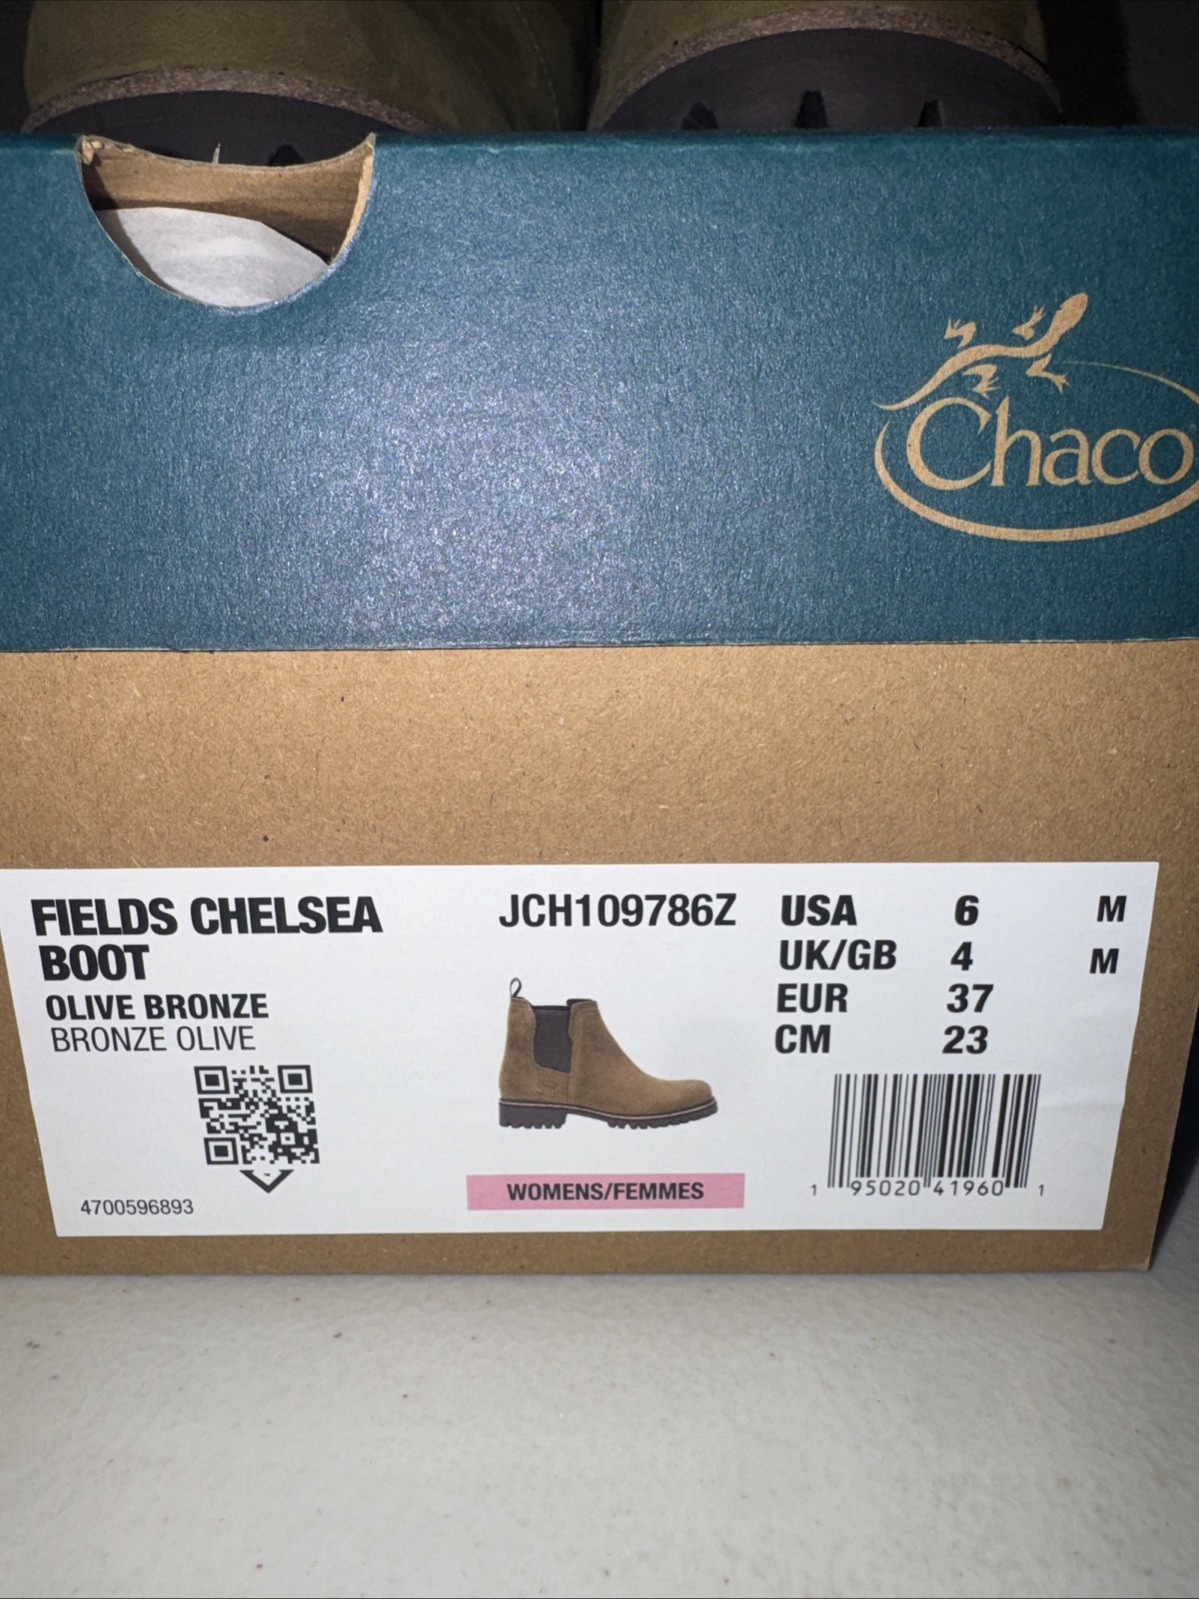 Chaco
FIELDS CHELSEA
BOOT
OLIVE BRONZE
BRONZE OLIVE
4700596893
JCH109786Z
WOMENS/FEMMES
USA 6 M
UK/GB 4 M
EUR 37
CM 23
1 95020 41960 1